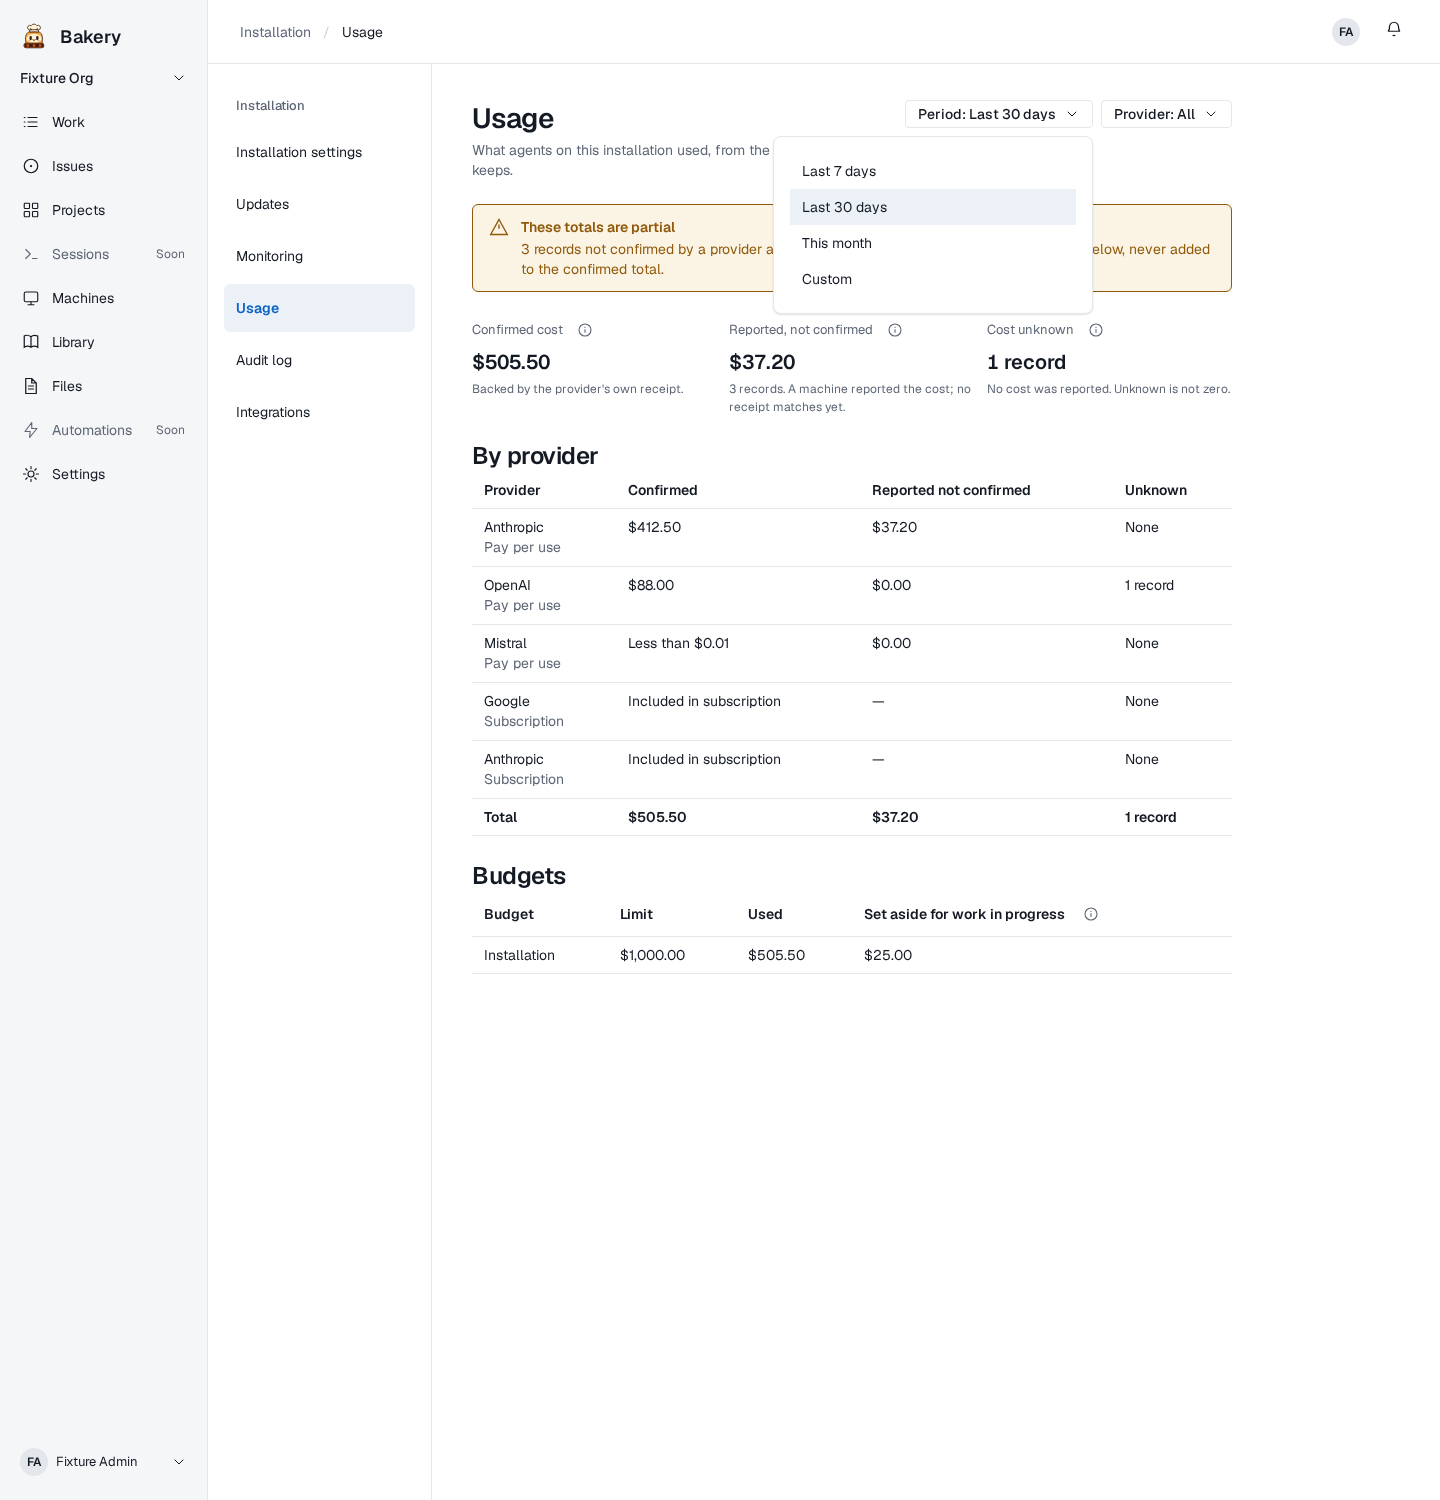 Bakery
Fixture Org
Work
Issues
Projects
Sessions Soon
Machines
Library
Files
Automations Soon
Settings
FA Fixture Admin
Installation / Usage
FA
Installation
Installation settings
Updates
Monitoring
Usage
Audit log
Integrations
Usage
What agents on this installation used, from the
keeps.
Period: Last 30 days
Provider: All
Last 7 days
Last 30 days
This month
Custom
These totals are partial
3 records not confirmed by a provider elow, never added
to the confirmed total.
Confirmed cost
$505.50
Backed by the provider's own receipt.
Reported, not confirmed
$37.20
3 records. A machine reported the cost; no
receipt matches yet.
Cost unknown
1 record
No cost was reported. Unknown is not zero.
By provider
Provider Confirmed Reported not confirmed Unknown
Anthropic $412.50 $37.20 None
Pay per use
OpenAI $88.00 $0.00 1 record
Pay per use
Mistral Less than $0.01 $0.00 None
Pay per use
Google Included in subscription — None
Subscription
Anthropic Included in subscription — None
Subscription
Total $505.50 $37.20 1 record
Budgets
Budget Limit Used Set aside for work in progress
Installation $1,000.00 $505.50 $25.00